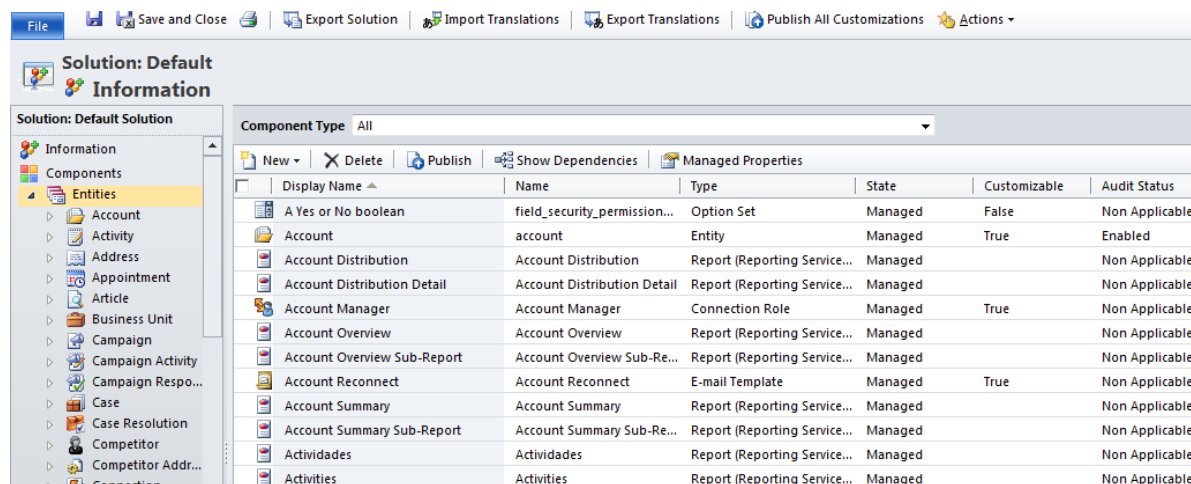 File Save and Close Export Solution Import Translations Export Translations Publish All Customizations Actions
Solution: Default
Information
Solution: Default Solution
Information
Components
Entities
Account
Activity
Address
Appointment
Article
Business Unit
Campaign
Campaign Activity
Campaign Respo...
Case
Case Resolution
Competitor
Competitor Addr...
Connection
Component Type All
New Delete Publish Show Dependencies Managed Properties
Display Name Name Type State Customizable Audit Status
A Yes or No boolean field_security_permission... Option Set Managed False Non Applicable
Account account Entity Managed True Enabled
Account Distribution Account Distribution Report (Reporting Service... Managed Non Applicable
Account Distribution Detail Account Distribution Detail Report (Reporting Service... Managed Non Applicable
Account Manager Account Manager Connection Role Managed True Non Applicable
Account Overview Account Overview Report (Reporting Service... Managed Non Applicable
Account Overview Sub-Report Account Overview Sub-Re... Report (Reporting Service... Managed Non Applicable
Account Reconnect Account Reconnect E-mail Template Managed True Non Applicable
Account Summary Account Summary Report (Reporting Service... Managed Non Applicable
Account Summary Sub-Report Account Summary Sub-Re... Report (Reporting Service... Managed Non Applicable
Actividades Actividades Report (Reporting Service... Managed Non Applicable
Activities Activities Report (Reporting Service... Managed Non Applicable